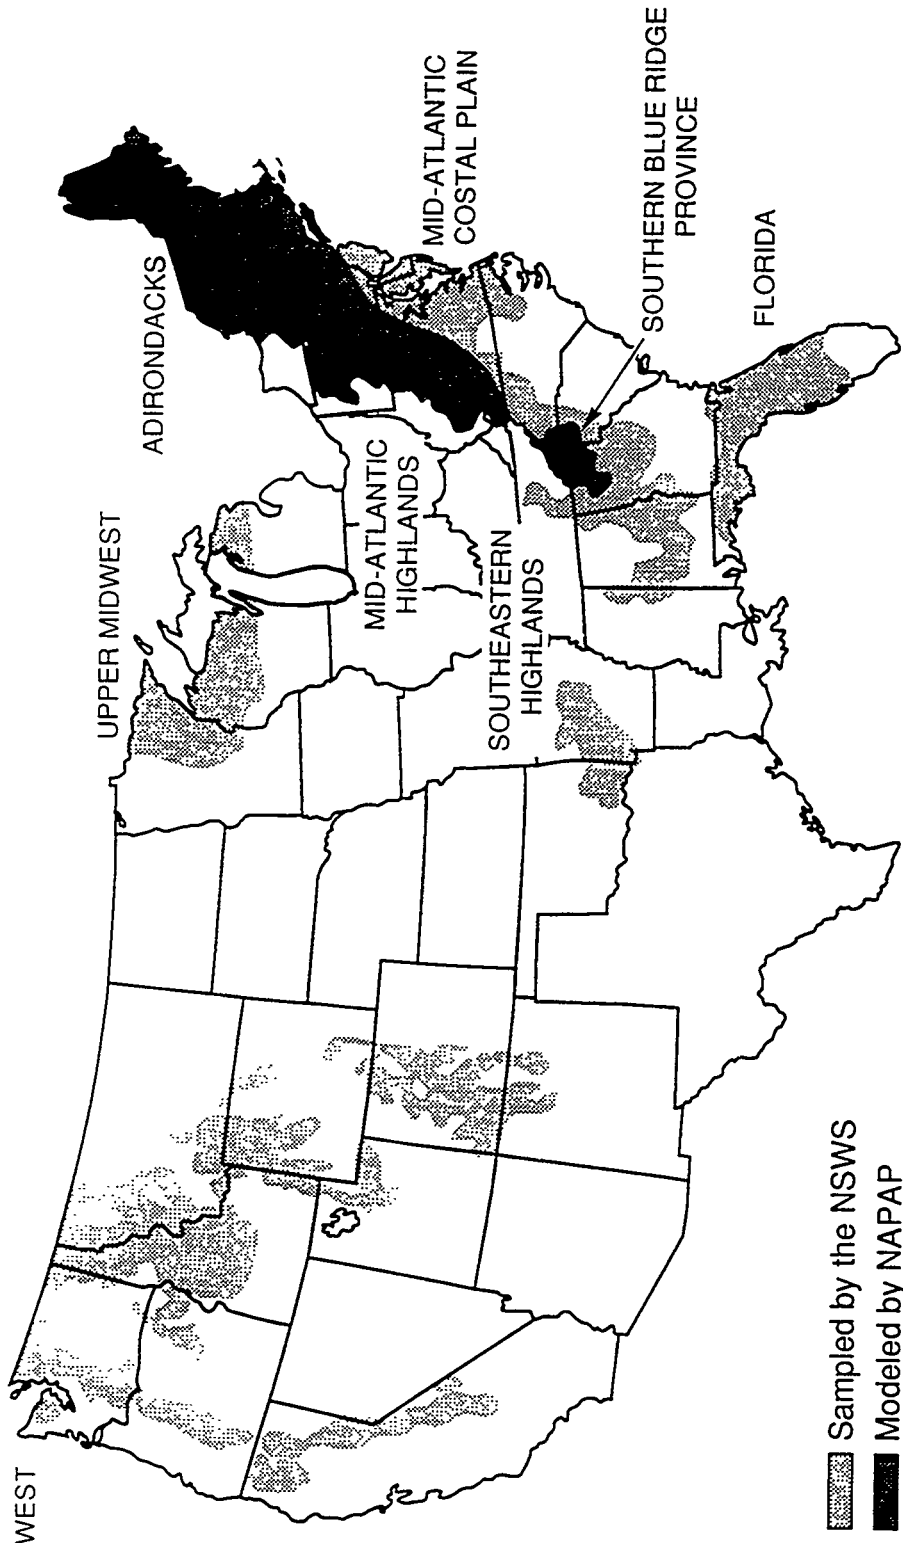 WEST
UPPER MIDWEST
ADIRONDACKS
MID-ATLANTIC
HIGHLANDS
MID-ATLANTIC
COSTAL PLAIN
SOUTHEASTERN
HIGHLANDS
SOUTHERN BLUE RIDGE
PROVINCE
FLORIDA
Sampled by the NSWS
Modeled by NAPAP